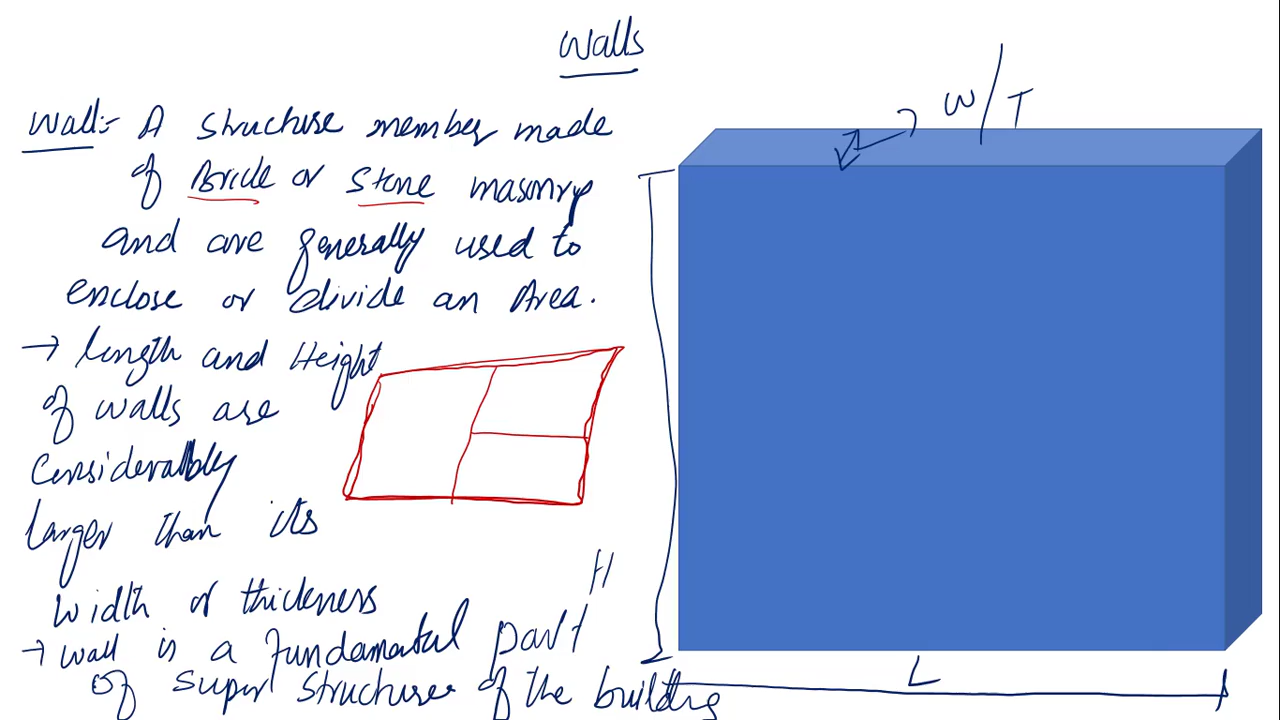 Walls
Wall:- A structure member made
of Brick or Stone masonry
and are generally used to
enclose or divide an Area.
→ length and Height
of walls are
Considerably
larger than its
width or thickness
→ wall is a fundamental part
of super structure of the building
W/T
H
L